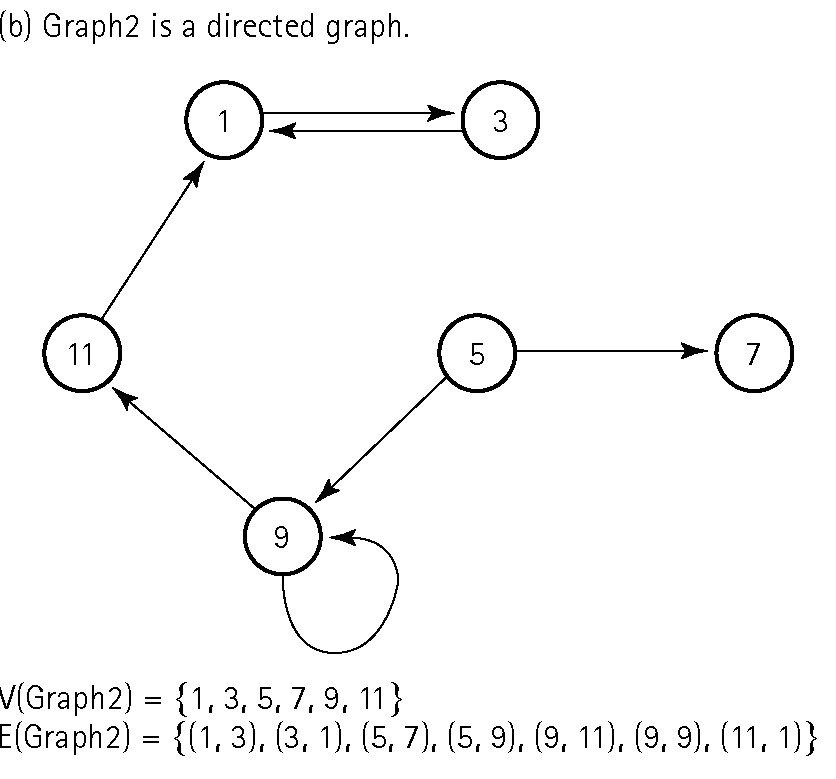 (b) Graph2 is a directed graph.
1
3
11
5
7
9
V(Graph2) = {1, 3, 5, 7, 9, 11}
E(Graph2) = {(1, 3), (3, 1), (5, 7), (5, 9), (9, 11), (9, 9), (11, 1)}